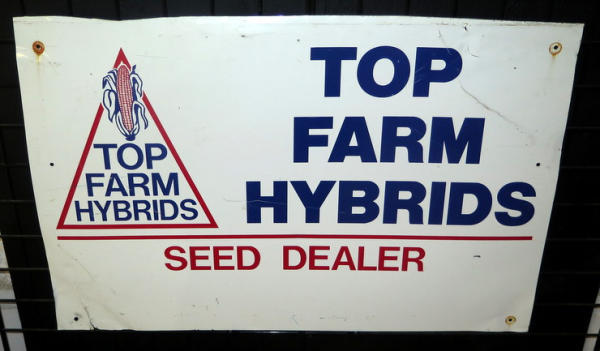 TOP
FARM
HYBRIDS
TOP
FARM
HYBRIDS
SEED DEALER